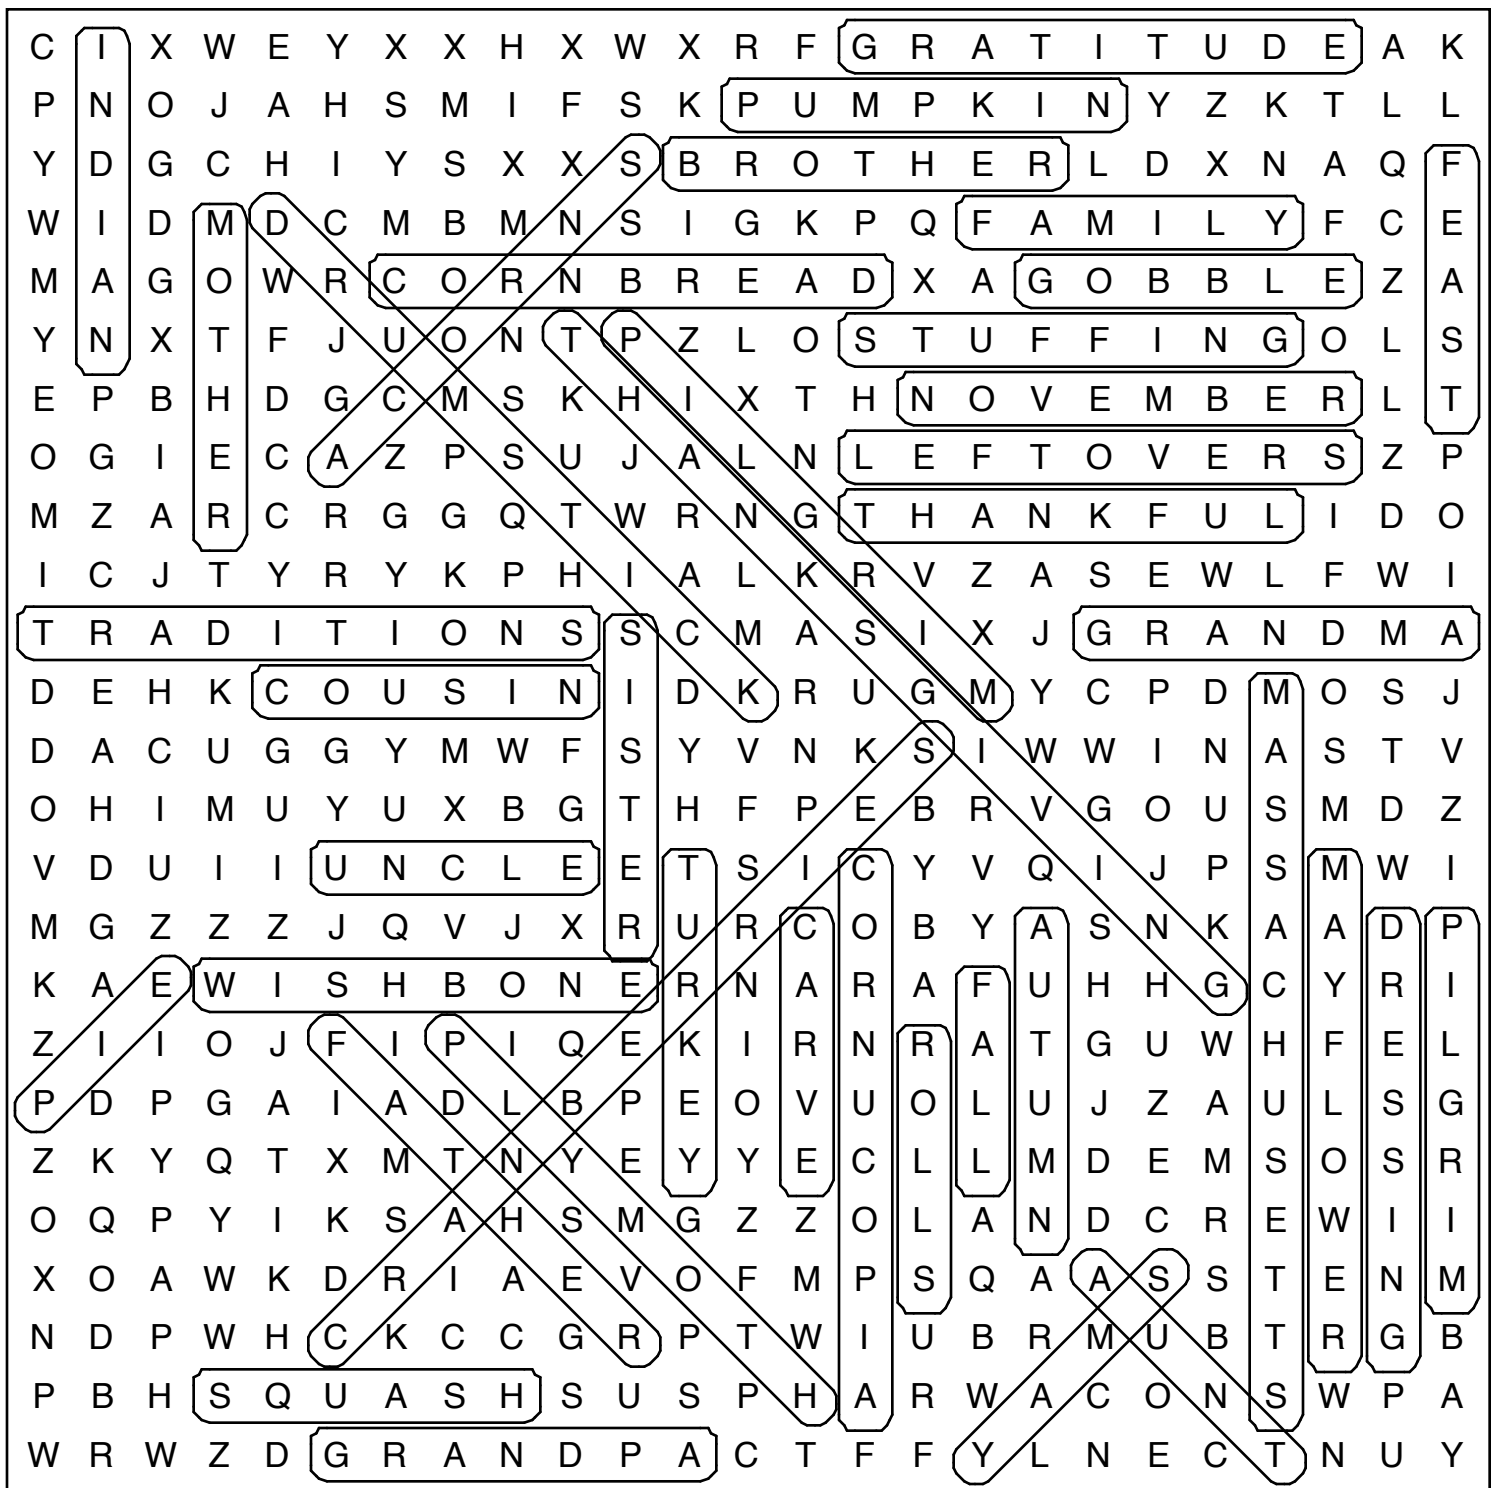 C I X W E Y X X H X W X R F G R A T I T U D E A K
P N O J A H S M I F S K P U M P K I N Y Z K T L L
Y D G C H I Y S X X S B R O T H E R L D X N A Q F
W I D M D C M B M N S I G K P Q F A M I L Y F C E
M A G O W R C O R N B R E A D X A G O B B L E Z A
Y N X T F J U O N T P Z L O S T U F F I N G O L S
E P B H D G C M S K H I X T H N O V E M B E R L T
O G I E C A Z P S U J A L N L E F T O V E R S Z P
M Z A R C R G G Q T W R N G T H A N K F U L I D O
I C J T Y R Y K P H I A L K R V Z A S E W L F W I
T R A D I T I O N S S C M A S I X J G R A N D M A
D E H K C O U S I N I D K R U G M Y C P D M O S J
D A C U G G Y M W F S Y V N K S I W W I N A S T V
O H I M U Y U X B G T H F P E B R V G O U S M D Z
V D U I I U N C L E E T S I C Y V Q I J P S M W I
M G Z Z Z J Q V J X R U R C O B Y A S N K A A D P
K A E W I S H B O N E R N A R A F U H H G C Y R I
Z I I O J F I P I Q E K I R N R A T G U W H F E L
P D P G A I A D L B P E O V U O L U J Z A U L S G
Z K Y Q T X M T N Y E Y Y E C L L M D E M S O S R
O Q P Y I K S A H S M G Z Z O L A N D C R E W I I
X O A W K D R I A E V O F M P S Q A A S S T E N M
N D P W H C K C C G R P T W I U B R M U B T R G B
P B H S Q U A S H S U S P H A R W A C O N S W P A
W R W Z D G R A N D P A C T F F Y L N E C T N U Y